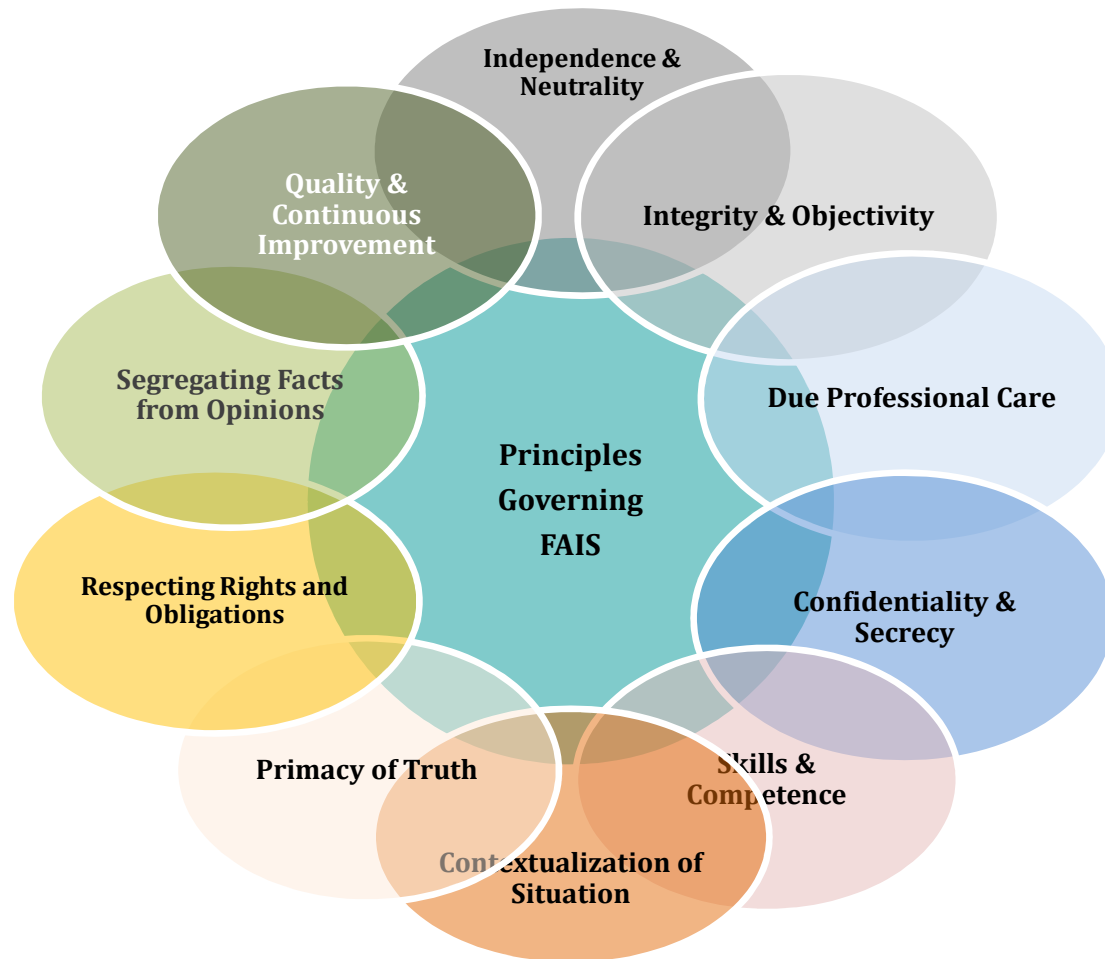 Independence &
Neutrality
Integrity & Objectivity
Due Professional Care
Confidentiality &
Secrecy
Skills &
Competence
Contextualization of
Situation
Primacy of Truth
Respecting Rights and
Obligations
Segregating Facts
from Opinions
Quality &
Continuous
Improvement
Principles
Governing
FAIS